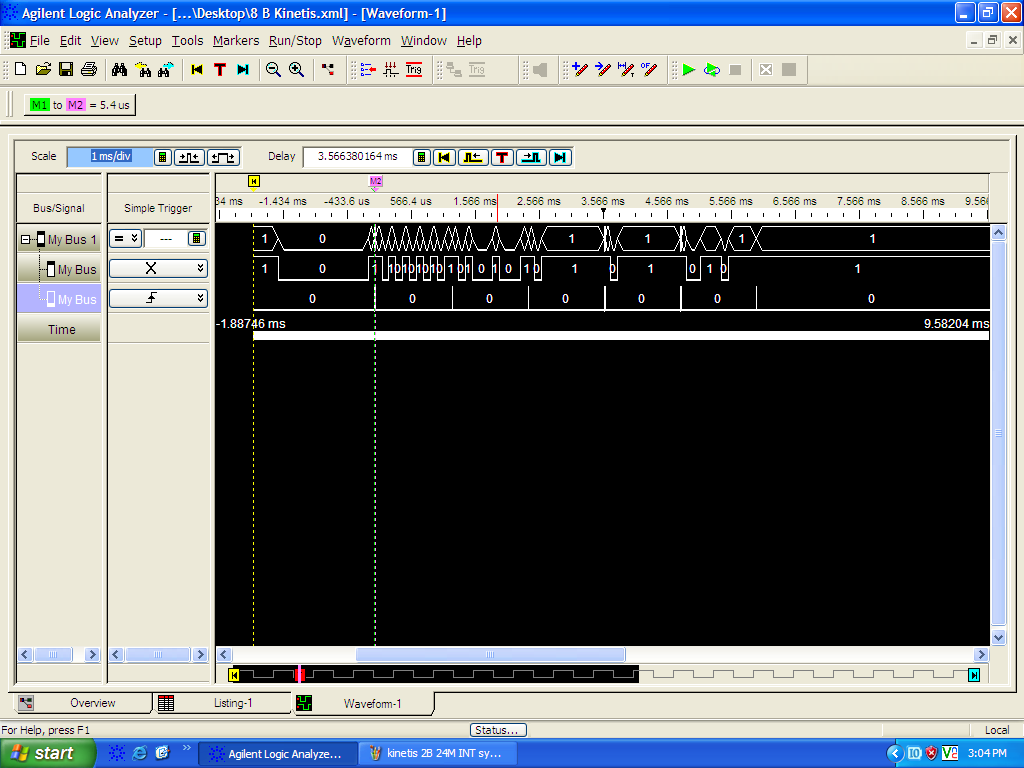 Agilent Logic Analyzer - [...\Desktop\8 B Kinetis.xml] - [Waveform-1]
File Edit View Setup Tools Markers Run/Stop Waveform Window Help
Trig Trig
M1 to M2 = 5.4 us
Scale 1 ms/div Delay 3.566380164 ms
M2
Bus/Signal Simple Trigger 34 ms -1.434 ms -433.6 us 566.4 us 1.566 ms 2.566 ms 3.566 ms 4.566 ms 5.566 ms 6.566 ms 7.566 ms 8.566 ms 9.566
My Bus 1 = --- 1 0 1 1 1 1
My Bus X 1 0 1 1 0 1 0 1 0 1 0 1 0 1 0 1 0 1 0 1 0 1 0 1 0 1 0 1
My Bus 0 0 0 0 0 0 0
Time
-1.88746 ms 9.58204 ms
Overview Listing-1 Waveform-1
For Help, press F1 Status... Local
start Agilent Logic Analyze... kinetis 2B 24M INT sy... 3:04 PM